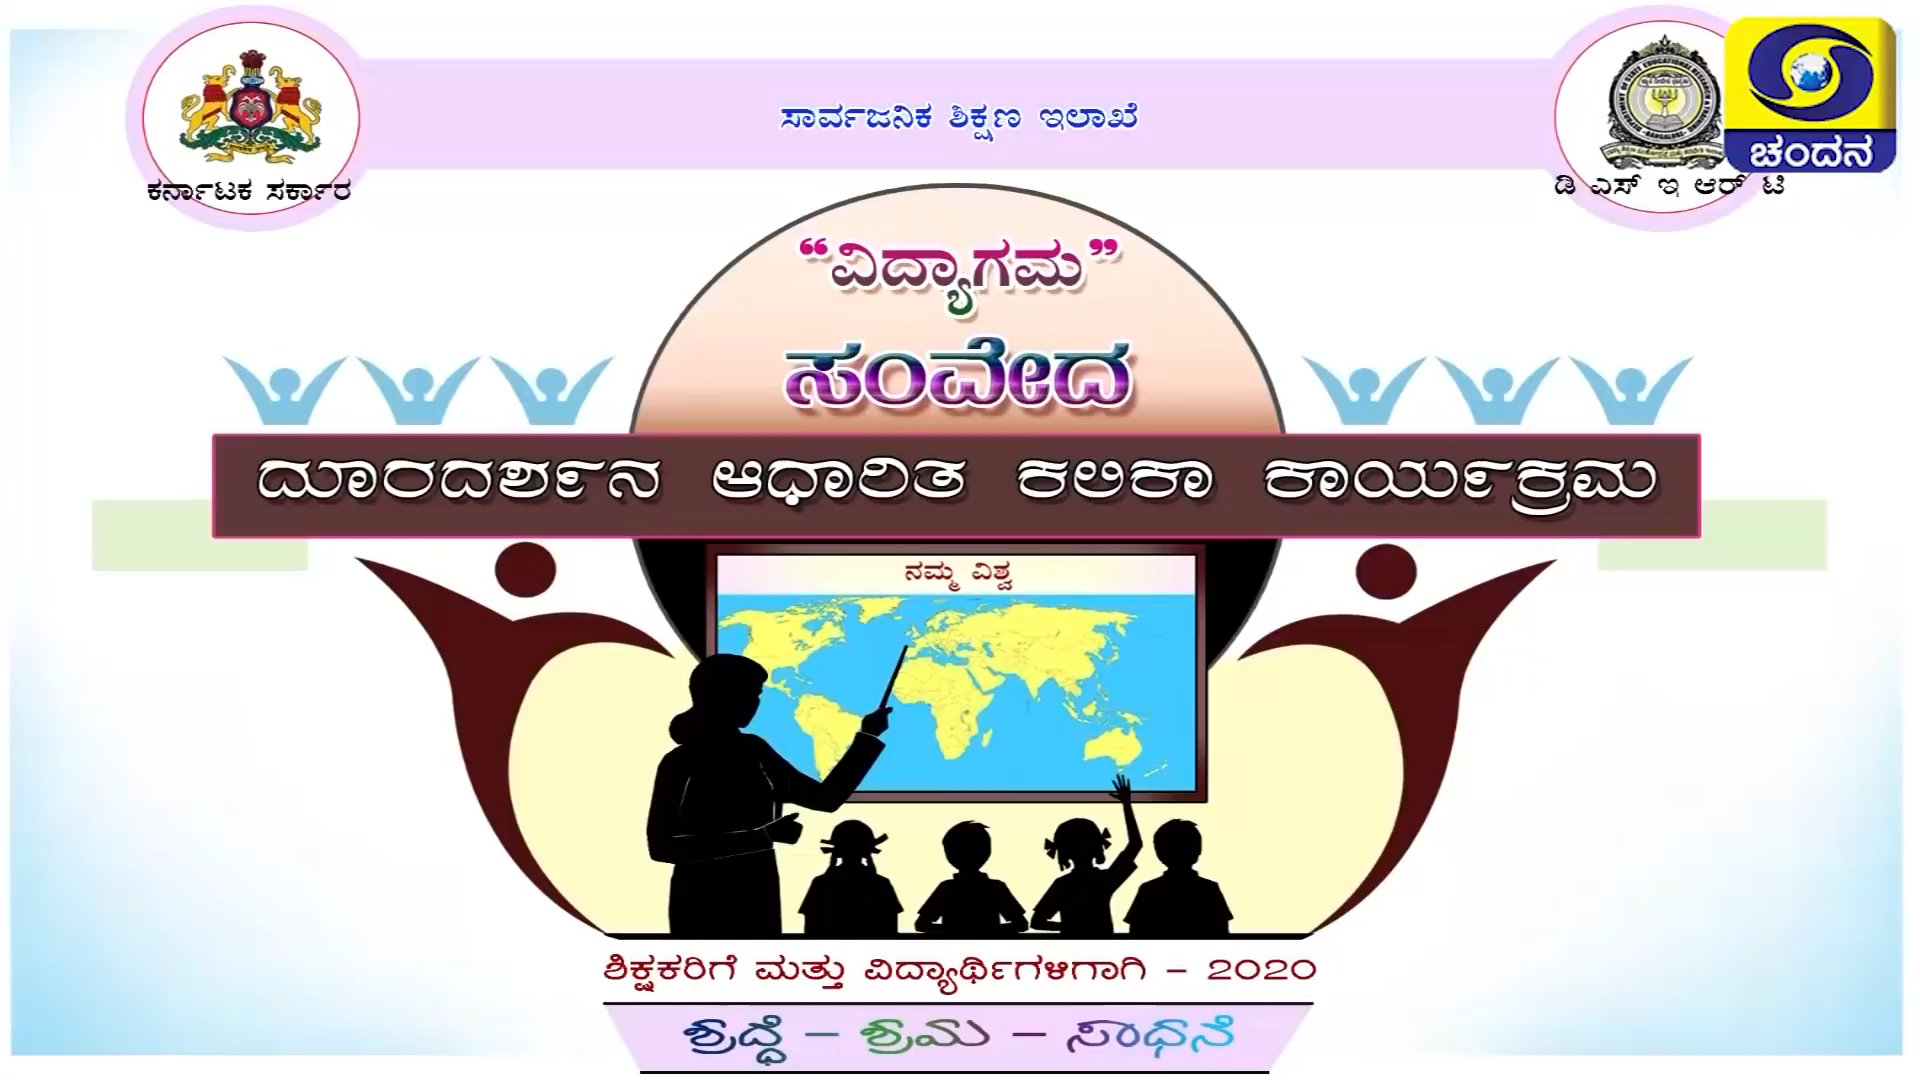 ಸಾರ್ವಜನಿಕ ಶಿಕ್ಷಣ ಇಲಾಖೆ
ಚಂದನ
ಕರ್ನಾಟಕ ಸರ್ಕಾರ
ಡಿ ಎಸ್ ಇ ಆರ್ ಟಿ
“ವಿದ್ಯಾಗಮ”
ಸಂವೇದ
ದೂರದರ್ಶನ ಆಧಾರಿತ ಕಲಿಕಾ ಕಾರ್ಯಕ್ರಮ
ನಮ್ಮ ವಿಶ್ವ
ಶಿಕ್ಷಕರಿಗೆ ಮತ್ತು ವಿದ್ಯಾರ್ಥಿಗಳಿಗಾಗಿ – 2020
ಶ್ರದ್ಧೆ – ಶ್ರಮ – ಸಾಧನೆ